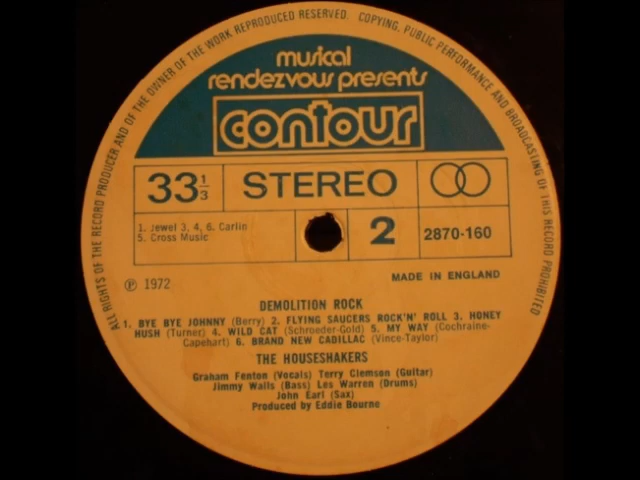 ALL RIGHTS OF THE RECORD PRODUCER AND OF THE OWNER OF THE WORK REPRODUCED RESERVED. COPYING, PUBLIC PERFORMANCE AND BROADCASTING OF THIS RECORD PROHIBITED
musical
rendezvous presents
contour
33 1/3 STEREO
1. Jewel 3, 4, 6. Carlin
5. Cross Music
2 2870-160
MADE IN ENGLAND
Ⓟ 1972
DEMOLITION ROCK
1. BYE BYE JOHNNY (Berry) 2. FLYING SAUCERS ROCK'N' ROLL 3. HONEY
HUSH (Turner) 4. WILD CAT (Schroeder-Gold) 5. MY WAY (Cochraine-
Capehart) 6. BRAND NEW CADILLAC (Vince-Taylor)
THE HOUSESHAKERS
Graham Fenton (Vocals) Terry Clemson (Guitar)
Jimmy Walls (Bass) Les Warren (Drums)
John Earl (Sax)
Produced by Eddie Bourne